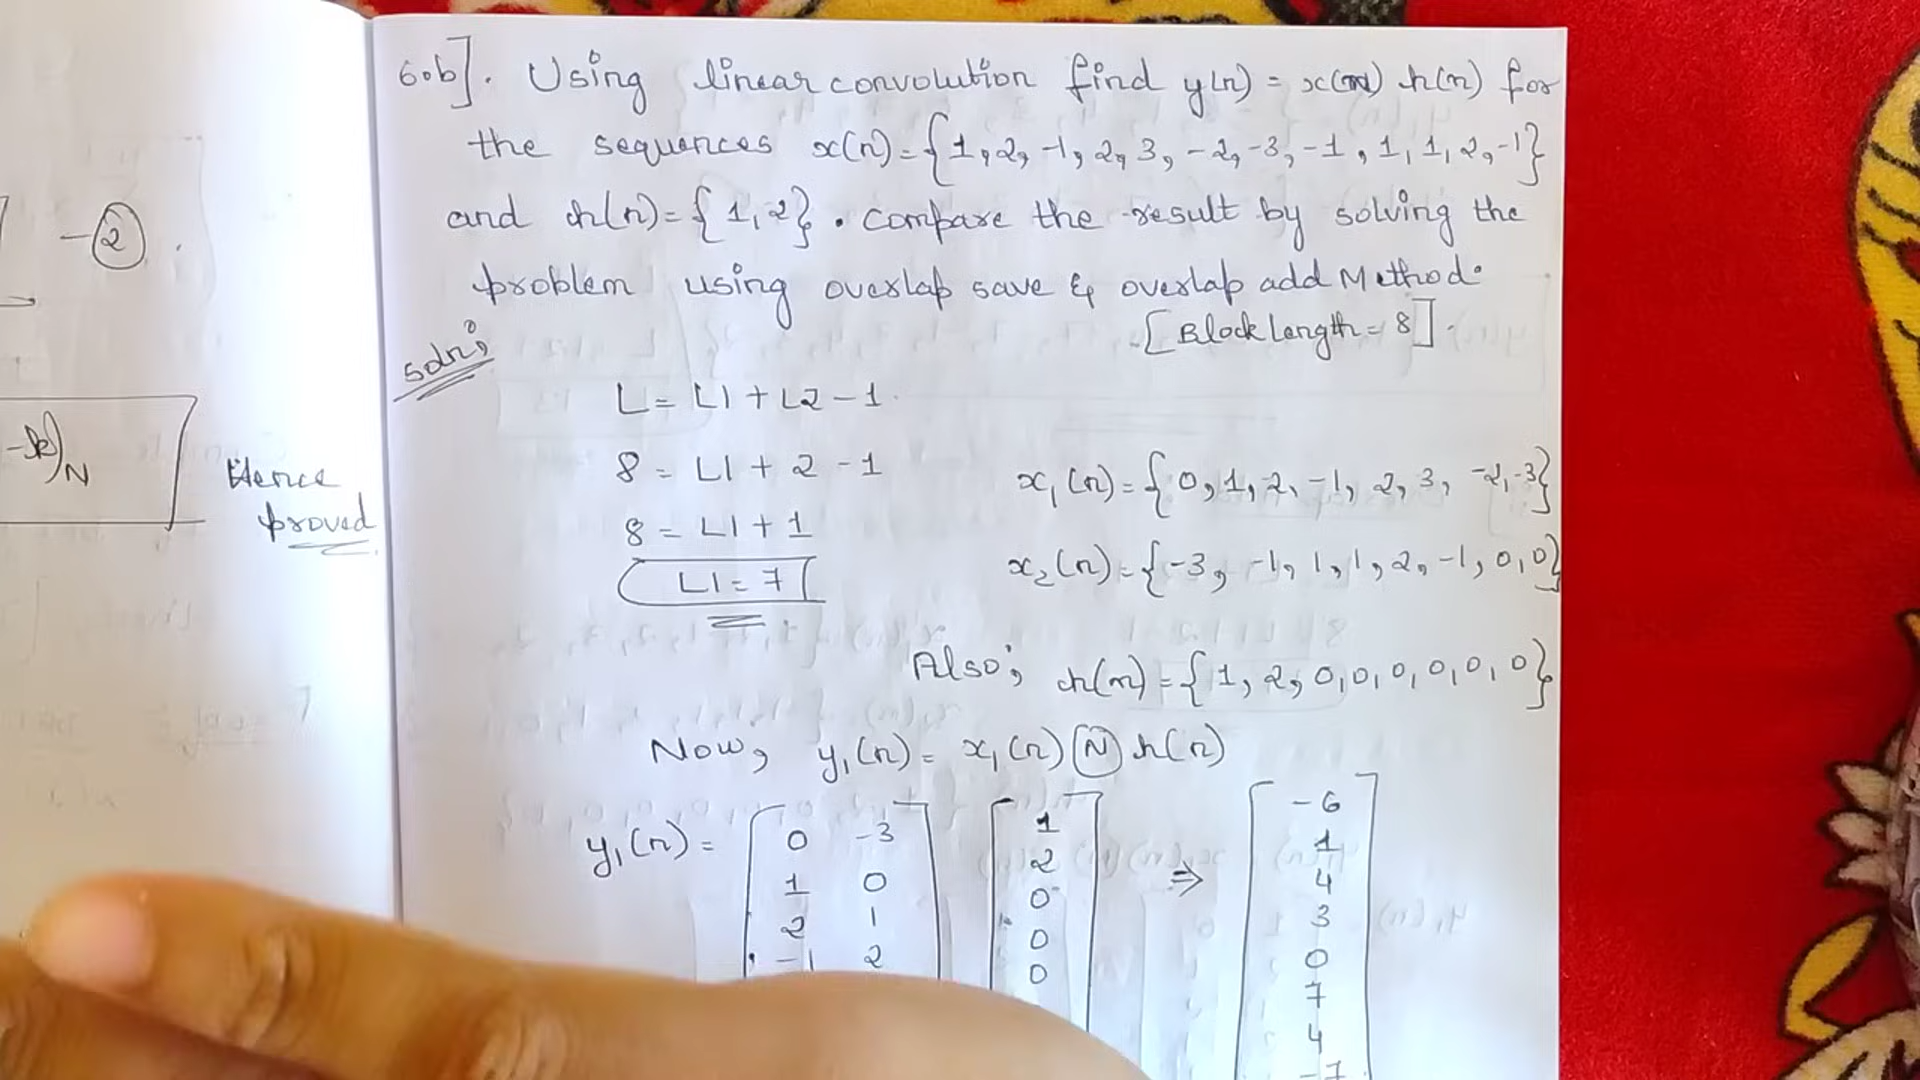 -②.
-k)N
Hence
proved
6.b]. Using linear convolution find y(n) = x(n) h(n) for
the sequences x(n)={1,2,-1,2,3,-2,-3,-1,1,1,2,-1}
and h(n)={1,2}. Compare the result by solving the
problem using overlap save & overlap add Method.
[Block Length = 8].
soln;
L = L1 + L2 - 1
8 = L1 + 2 - 1
8 = L1 + 1
L1 = 7
x₁(n)={0,1,2,-1,2,3,-2,-3}
x₂(n)={-3,-1,1,1,2,-1,0,0}
Also; h(n)={1,2,0,0,0,0,0,0}
Now, y₁(n)= x₁(n) Ⓝ h(n)
y₁(n)= 0 -3 1 ⇒ -6
1 0 2 1
2 1 0 4
-1 2 0 3
0 0
7
4
-7